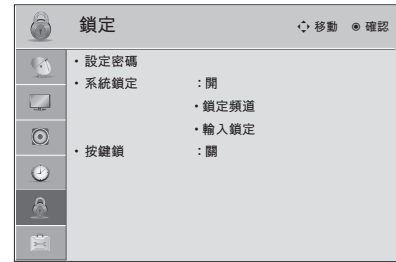 鎖定
移動 確認
・設定密碼
・系統鎖定 ：開
・鎖定頻道
・輸入鎖定
・按鍵鎖 ：關